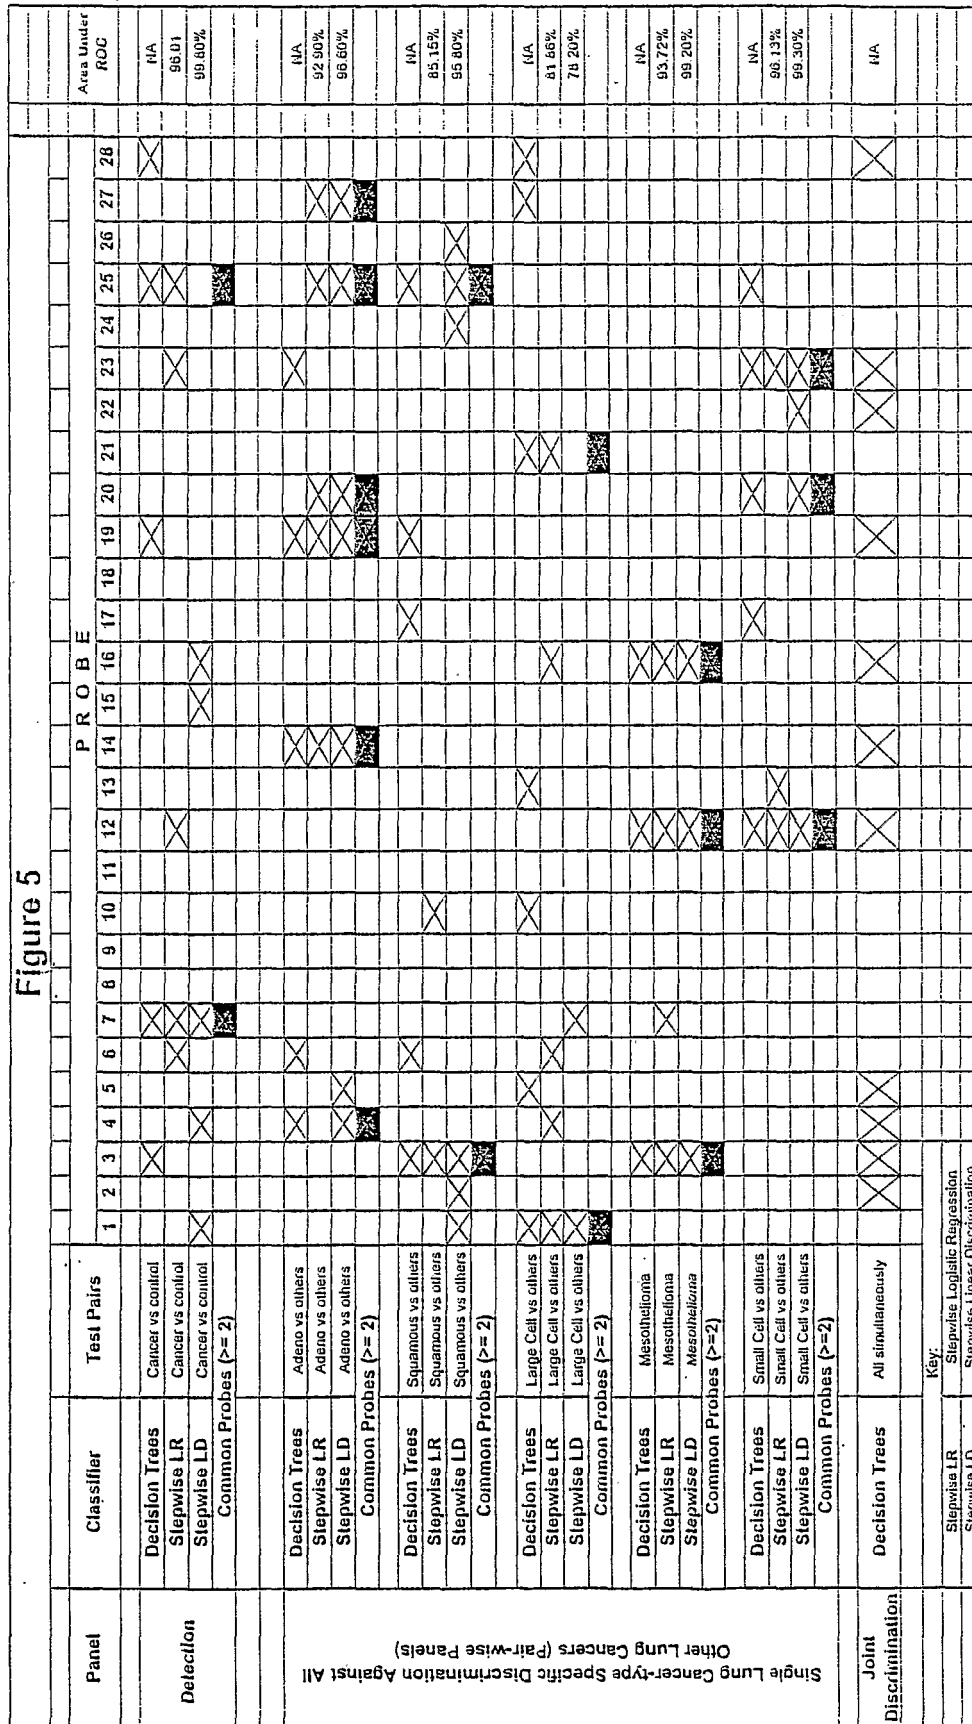 Figure 5
Panel Classifier Test Pairs PROBE Area Under ROC
1 2 3 4 5 6 7 8 9 10 11 12 13 14 15 16 17 18 19 20 21 22 23 24 25 26 27 28
Detection
Decision Trees Cancer vs control NA
Stepwise LR Cancer vs control 96.01
Stepwise LD Cancer vs control 99.80%
Common Probes (>= 2)
Single Lung Cancer-type Specific Discrimination Against All
Other Lung Cancers (Pair-wise Panels)
Decision Trees Adeno vs others NA
Stepwise LR Adeno vs others 92.90%
Stepwise LD Adeno vs others 96.60%
Common Probes (>= 2)
Decision Trees Squamous vs others NA
Stepwise LR Squamous vs others 85.15%
Stepwise LD Squamous vs others 95.80%
Common Probes (>= 2)
Decision Trees Large Cell vs others NA
Stepwise LR Large Cell vs others 81.86%
Stepwise LD Large Cell vs others 78.20%
Common Probes (>= 2)
Decision Trees Mesothelioma NA
Stepwise LR Mesothelioma 93.72%
Stepwise LD Mesothelioma 99.20%
Common Probes (>=2)
Decision Trees Small Cell vs others NA
Stepwise LR Small Cell vs others 98.13%
Stepwise LD Small Cell vs others 99.30%
Common Probes (>=2)
Joint
Discrimination
Decision Trees All simultaneously NA
Key:
Stepwise LR Stepwise Logistic Regression
Stepwise LD Stepwise Linear Discrimination